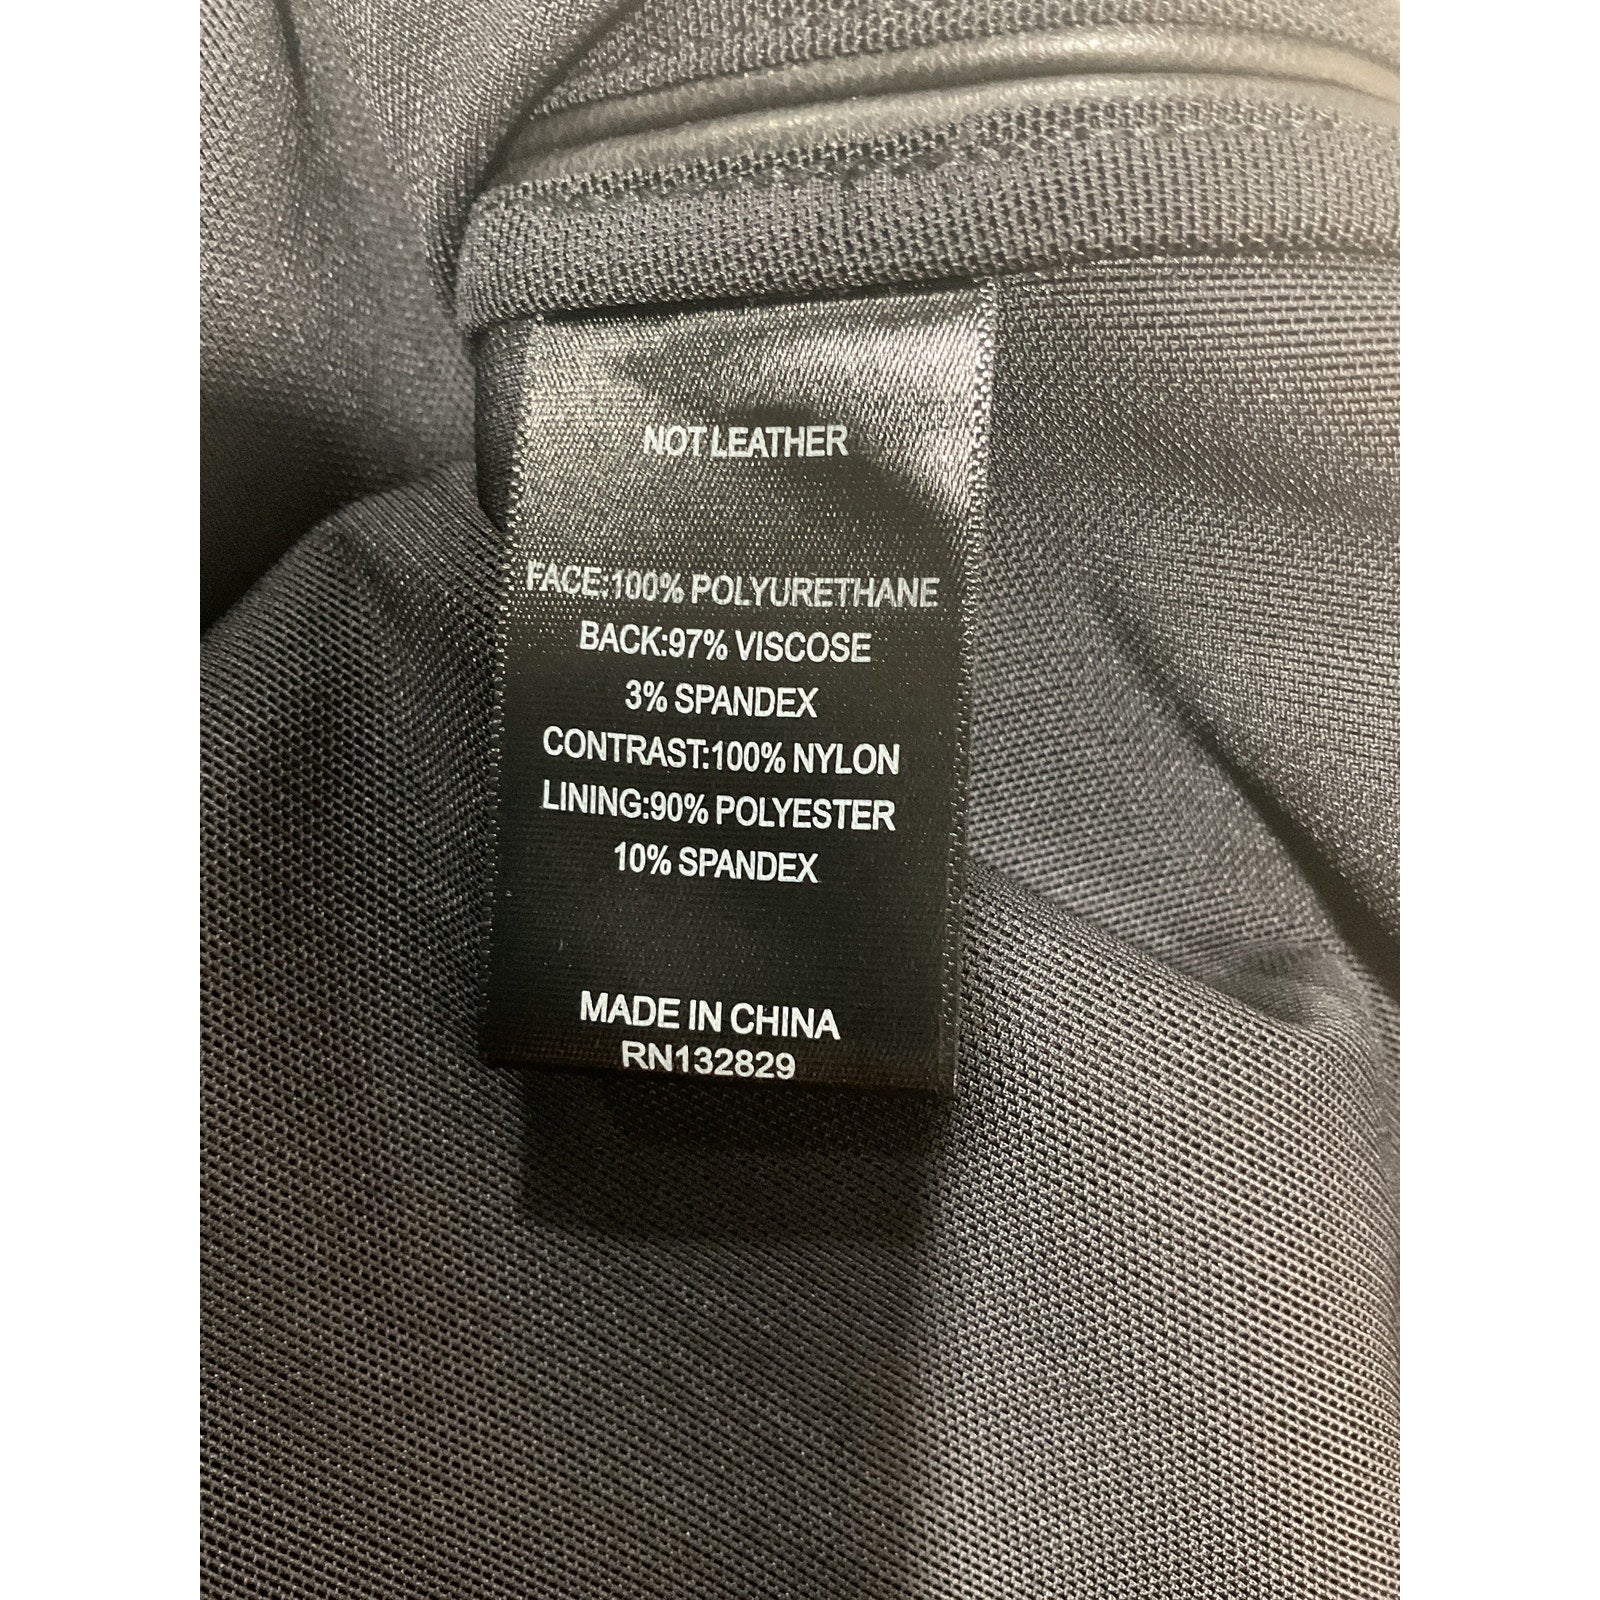 NOT LEATHER
FACE:100% POLYURETHANE
BACK:97% VISCOSE
3% SPANDEX
CONTRAST:100% NYLON
LINING:90% POLYESTER
10% SPANDEX
MADE IN CHINA
RN132829